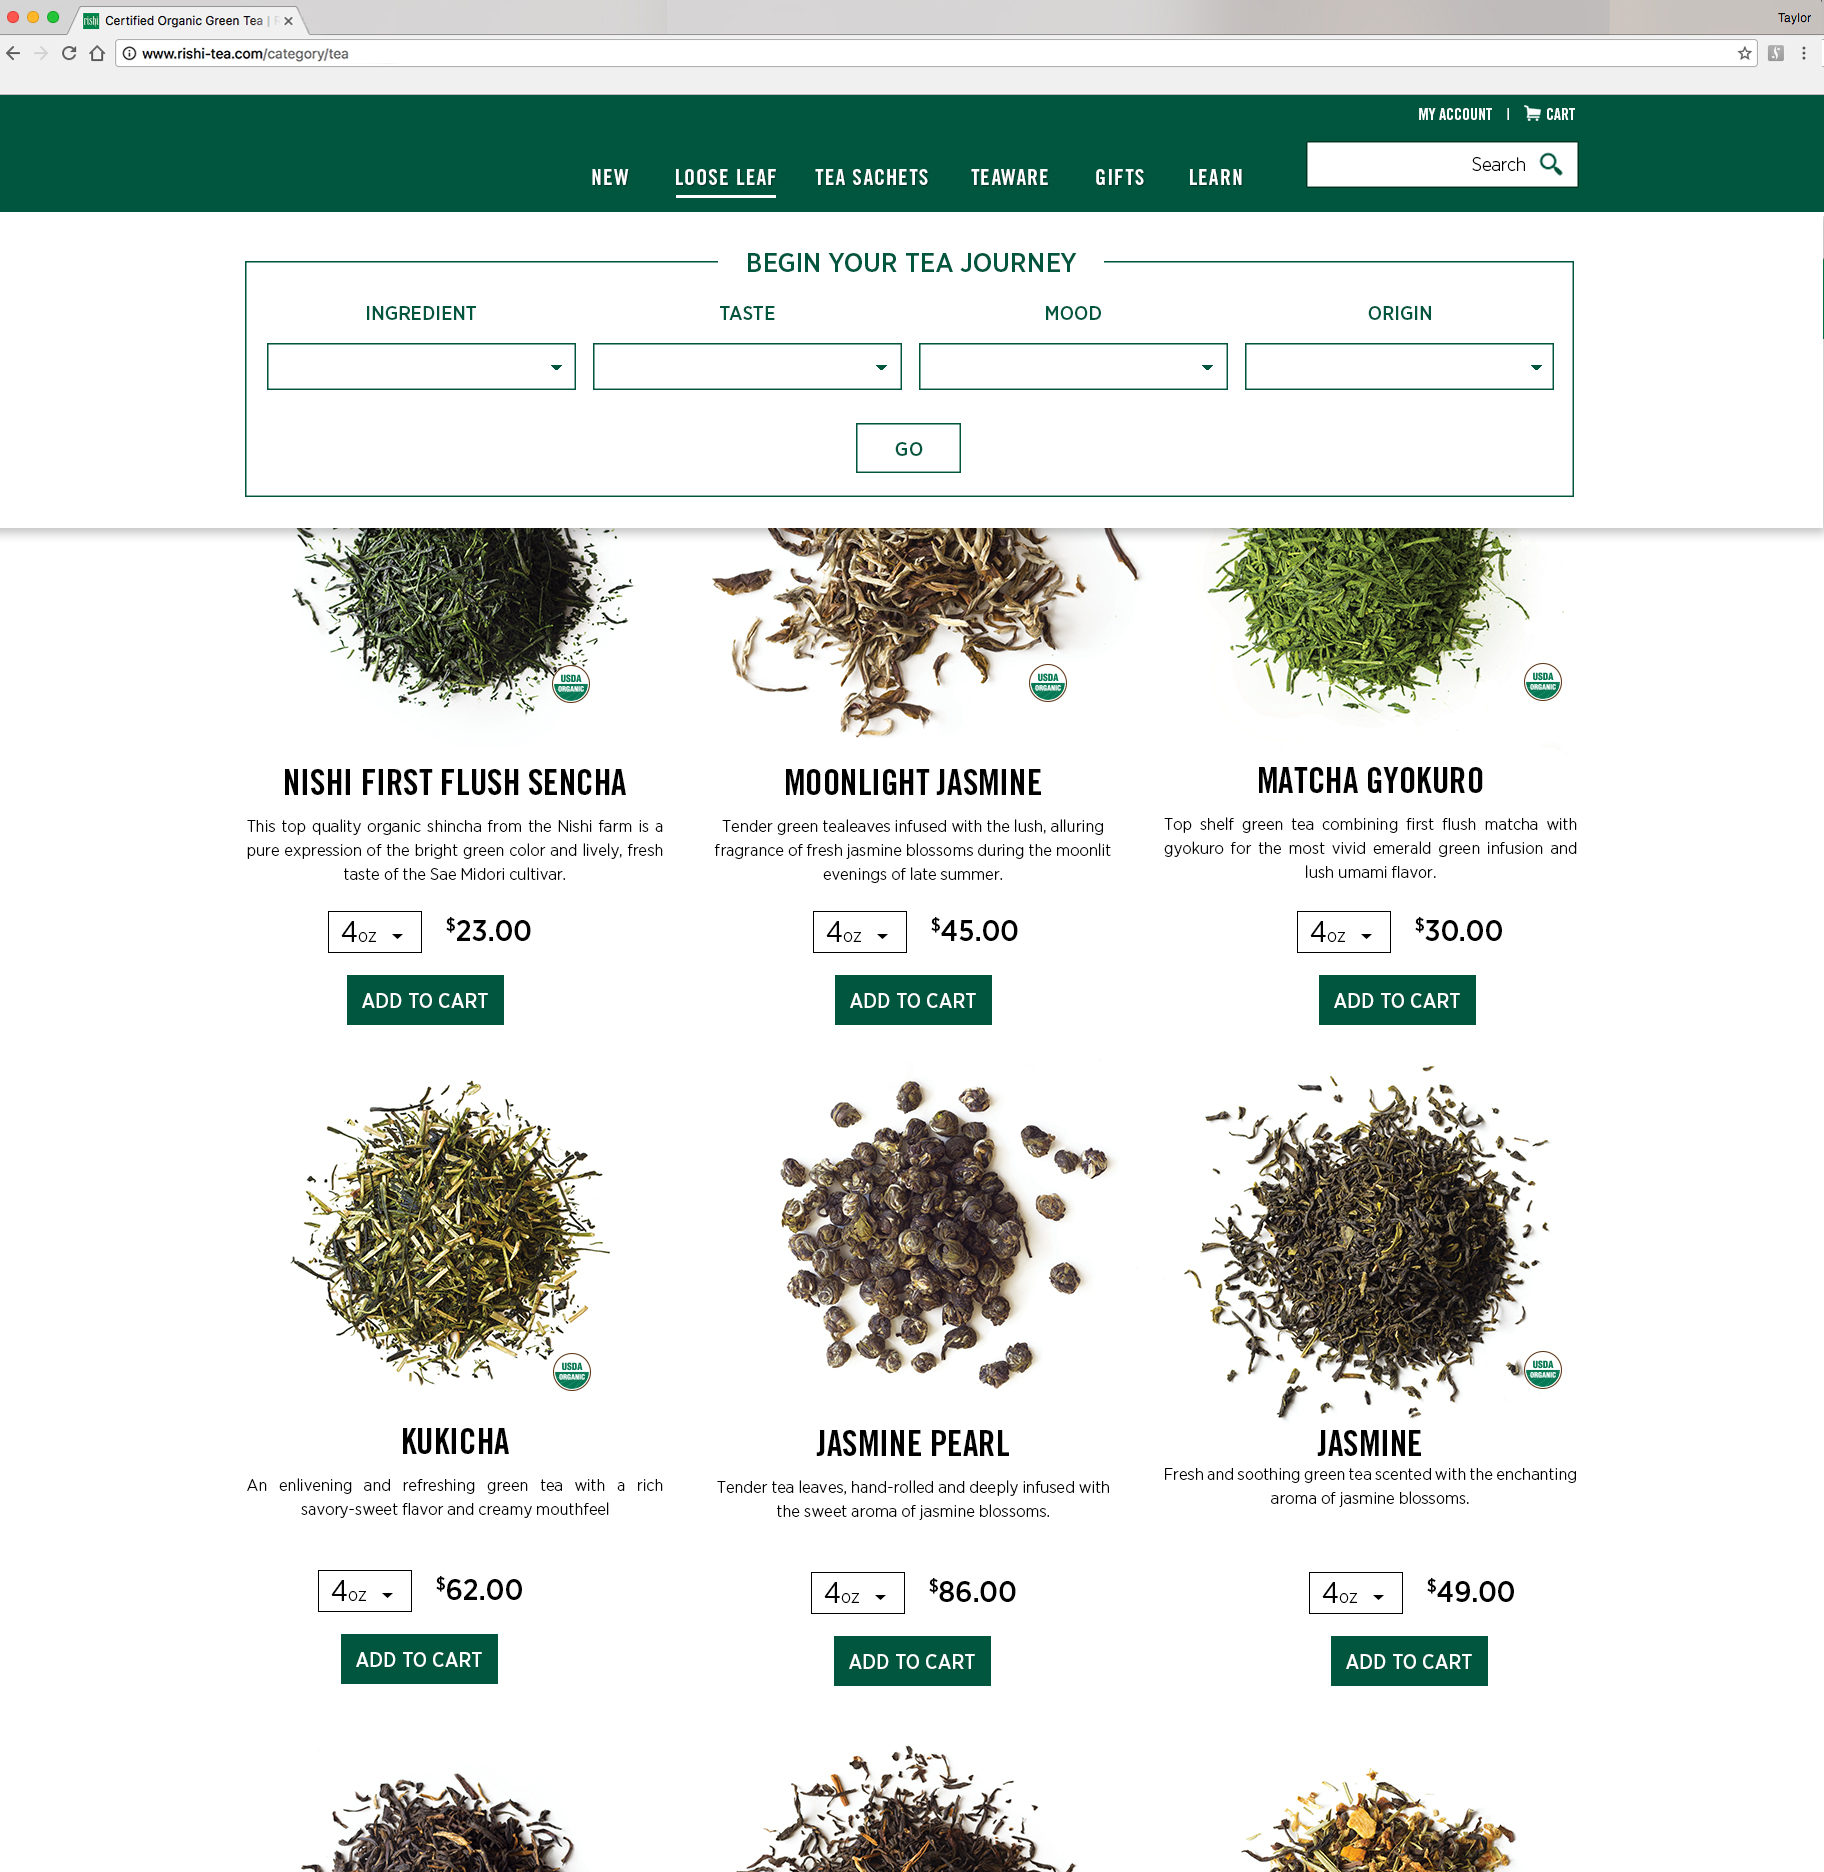 Taylor
rishi
Certified Organic Green Tea |
www.rishi-tea.com/category/tea
MY ACCOUNT | CART
NEW LOOSE LEAF TEA SACHETS TEAWARE GIFTS LEARN
Search
BEGIN YOUR TEA JOURNEY
INGREDIENT TASTE MOOD ORIGIN
GO
USDA
ORGANIC
USDA
ORGANIC
USDA
ORGANIC
NISHI FIRST FLUSH SENCHA
This top quality organic shincha from the Nishi farm is a
pure expression of the bright green color and lively, fresh
taste of the Sae Midori cultivar.
4oz $23.00
ADD TO CART
MOONLIGHT JASMINE
Tender green tealeaves infused with the lush, alluring
fragrance of fresh jasmine blossoms during the moonlit
evenings of late summer.
4oz $45.00
ADD TO CART
MATCHA GYOKURO
Top shelf green tea combining first flush matcha with
gyokuro for the most vivid emerald green infusion and
lush umami flavor.
4oz $30.00
ADD TO CART
USDA
ORGANIC
USDA
ORGANIC
KUKICHA
An enlivening and refreshing green tea with a rich
savory-sweet flavor and creamy mouthfeel
4oz $62.00
ADD TO CART
JASMINE PEARL
Tender tea leaves, hand-rolled and deeply infused with
the sweet aroma of jasmine blossoms.
4oz $86.00
ADD TO CART
JASMINE
Fresh and soothing green tea scented with the enchanting
aroma of jasmine blossoms.
4oz $49.00
ADD TO CART